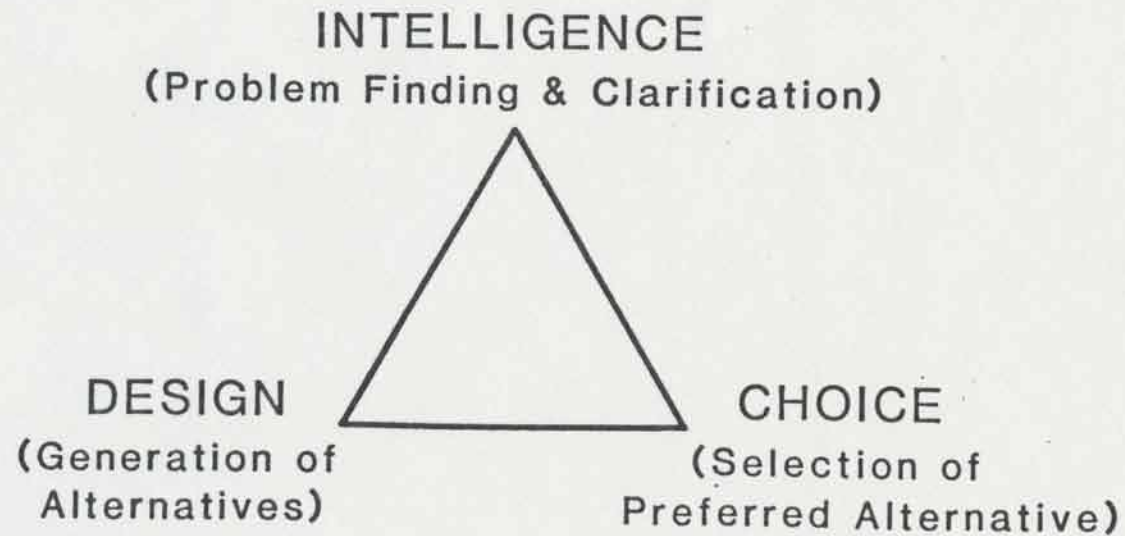 INTELLIGENCE
(Problem Finding & Clarification)
DESIGN
(Generation of
Alternatives)
CHOICE
(Selection of
Preferred Alternative)